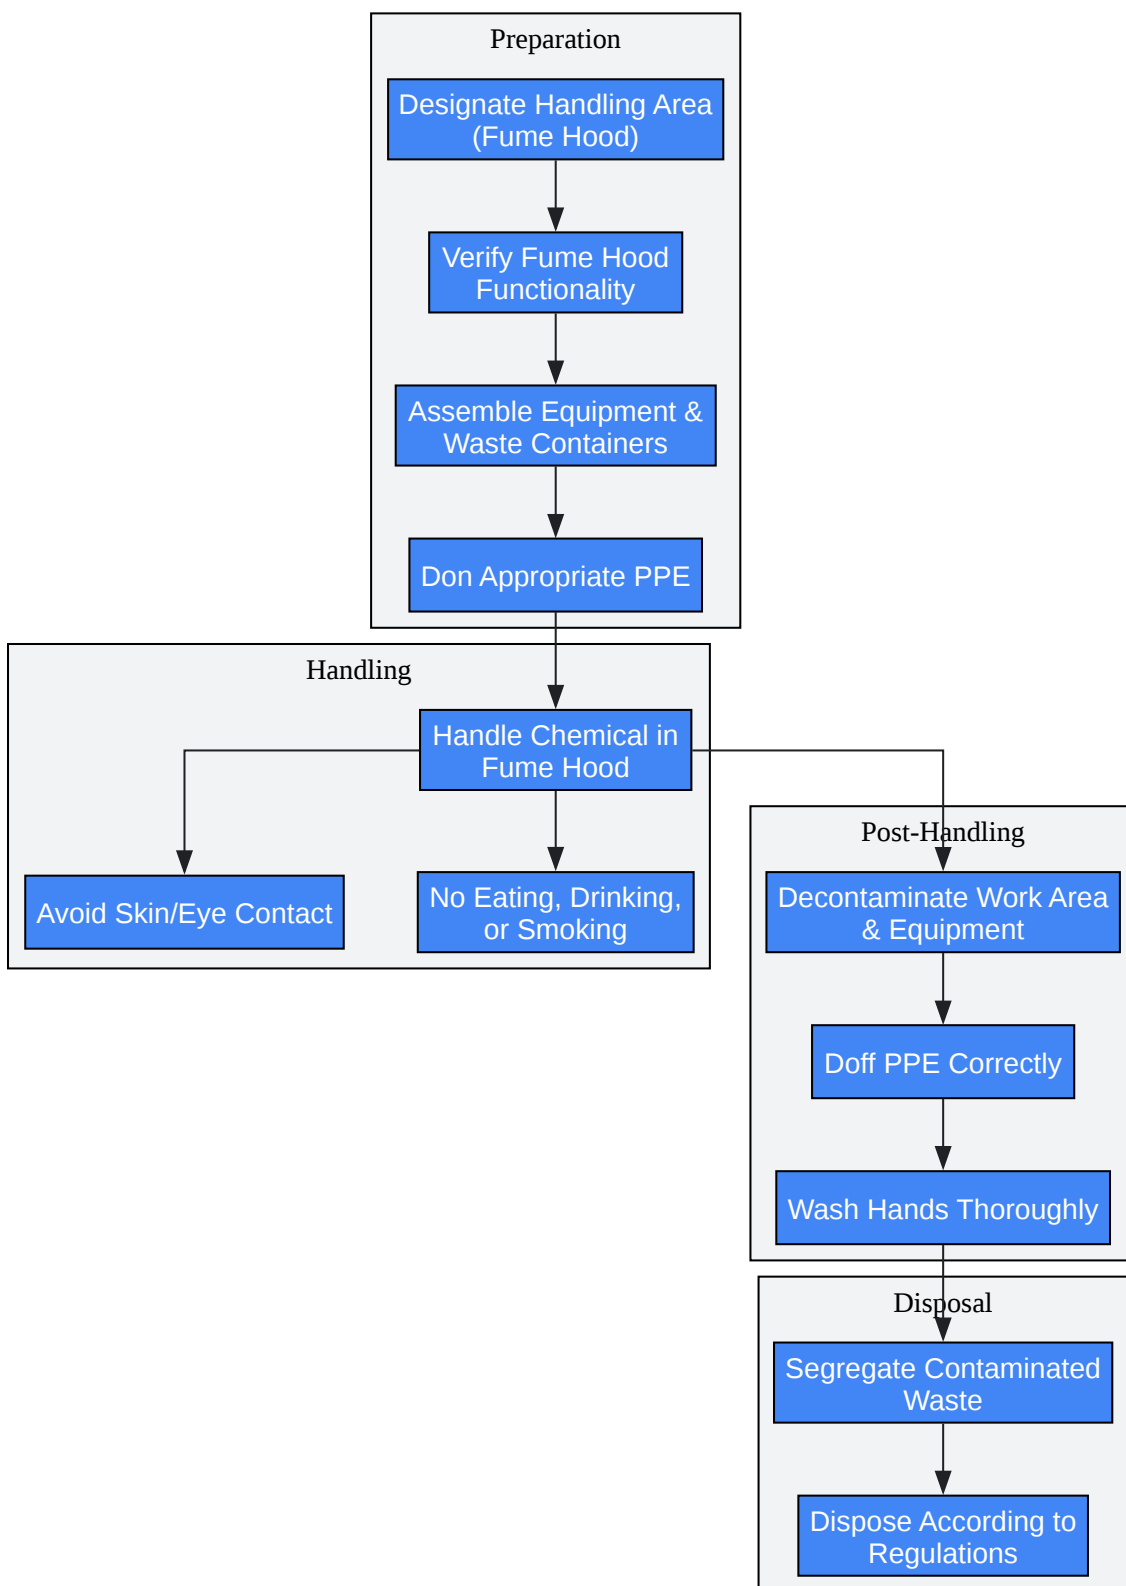 Preparation
Designate Handling Area
(Fume Hood)
Verify Fume Hood
Functionality
Assemble Equipment &
Waste Containers
Don Appropriate PPE
Handling
Handle Chemical in
Fume Hood
Avoid Skin/Eye Contact
No Eating, Drinking,
or Smoking
Post-Handling
Decontaminate Work Area
& Equipment
Doff PPE Correctly
Wash Hands Thoroughly
Disposal
Segregate Contaminated
Waste
Dispose According to
Regulations